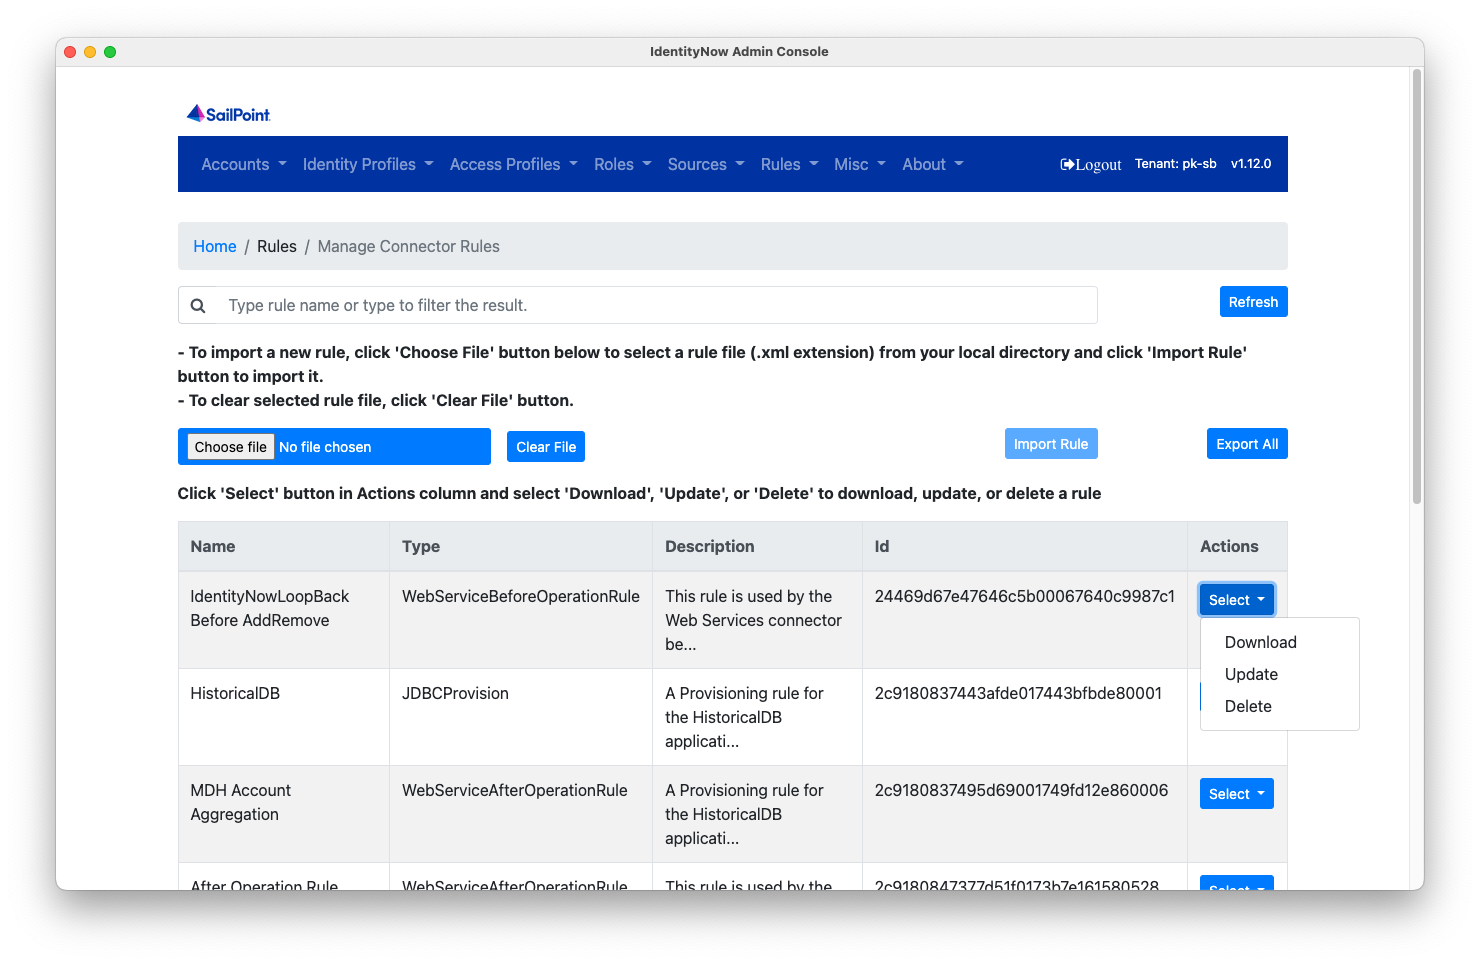 IdentityNow Admin Console
SailPoint
Accounts Identity Profiles Access Profiles Roles Sources Rules Misc About Logout Tenant: pk-sb v1.12.0
Home / Rules / Manage Connector Rules
Type rule name or type to filter the result.
Refresh
- To import a new rule, click 'Choose File' button below to select a rule file (.xml extension) from your local directory and click 'Import Rule'
button to import it.
- To clear selected rule file, click 'Clear File' button.
Choose file No file chosen Clear File Import Rule Export All
Click 'Select' button in Actions column and select 'Download', 'Update', or 'Delete' to download, update, or delete a rule
Name Type Description Id Actions
IdentityNowLoopBack WebServiceBeforeOperationRule This rule is used by the 24469d67e47646c5b00067640c9987c1 Select
Before AddRemove Web Services connector
be...
Download
Update
Delete
HistoricalDB JDBCProvision A Provisioning rule for 2c9180837443afde017443bfbde80001
the HistoricalDB
applicati...
MDH Account WebServiceAfterOperationRule A Provisioning rule for 2c9180837495d69001749fd12e860006 Select
Aggregation the HistoricalDB
applicati...
After Operation Rule WebServiceAfterOperationRule This rule is used by the 2c9180847377d51f0173b7e161580528 Select